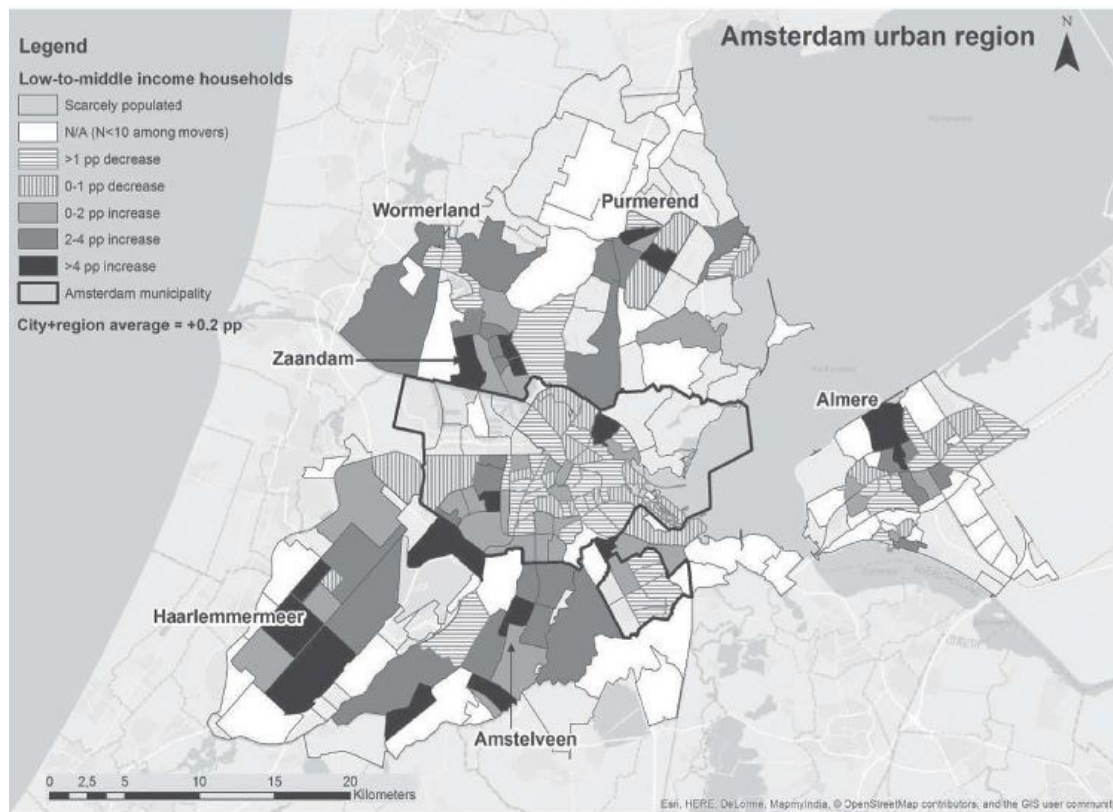 Amsterdam urban region
N
Legend
Low-to-middle income households
Scarcely populated
N/A (N<10 among movers)
>1 pp decrease
0-1 pp decrease
0-2 pp increase
2-4 pp increase
>4 pp increase
Amsterdam municipality
City+region average = +0.2 pp
Wormerland
Purmerend
Zaandam
Almere
Haarlemmermeer
Amstelveen
0 2,5 5 10 15 20
Kilometers
Esri, HERE, DeLorme, MapmyIndia, © OpenStreetMap contributors, and the GIS user communi